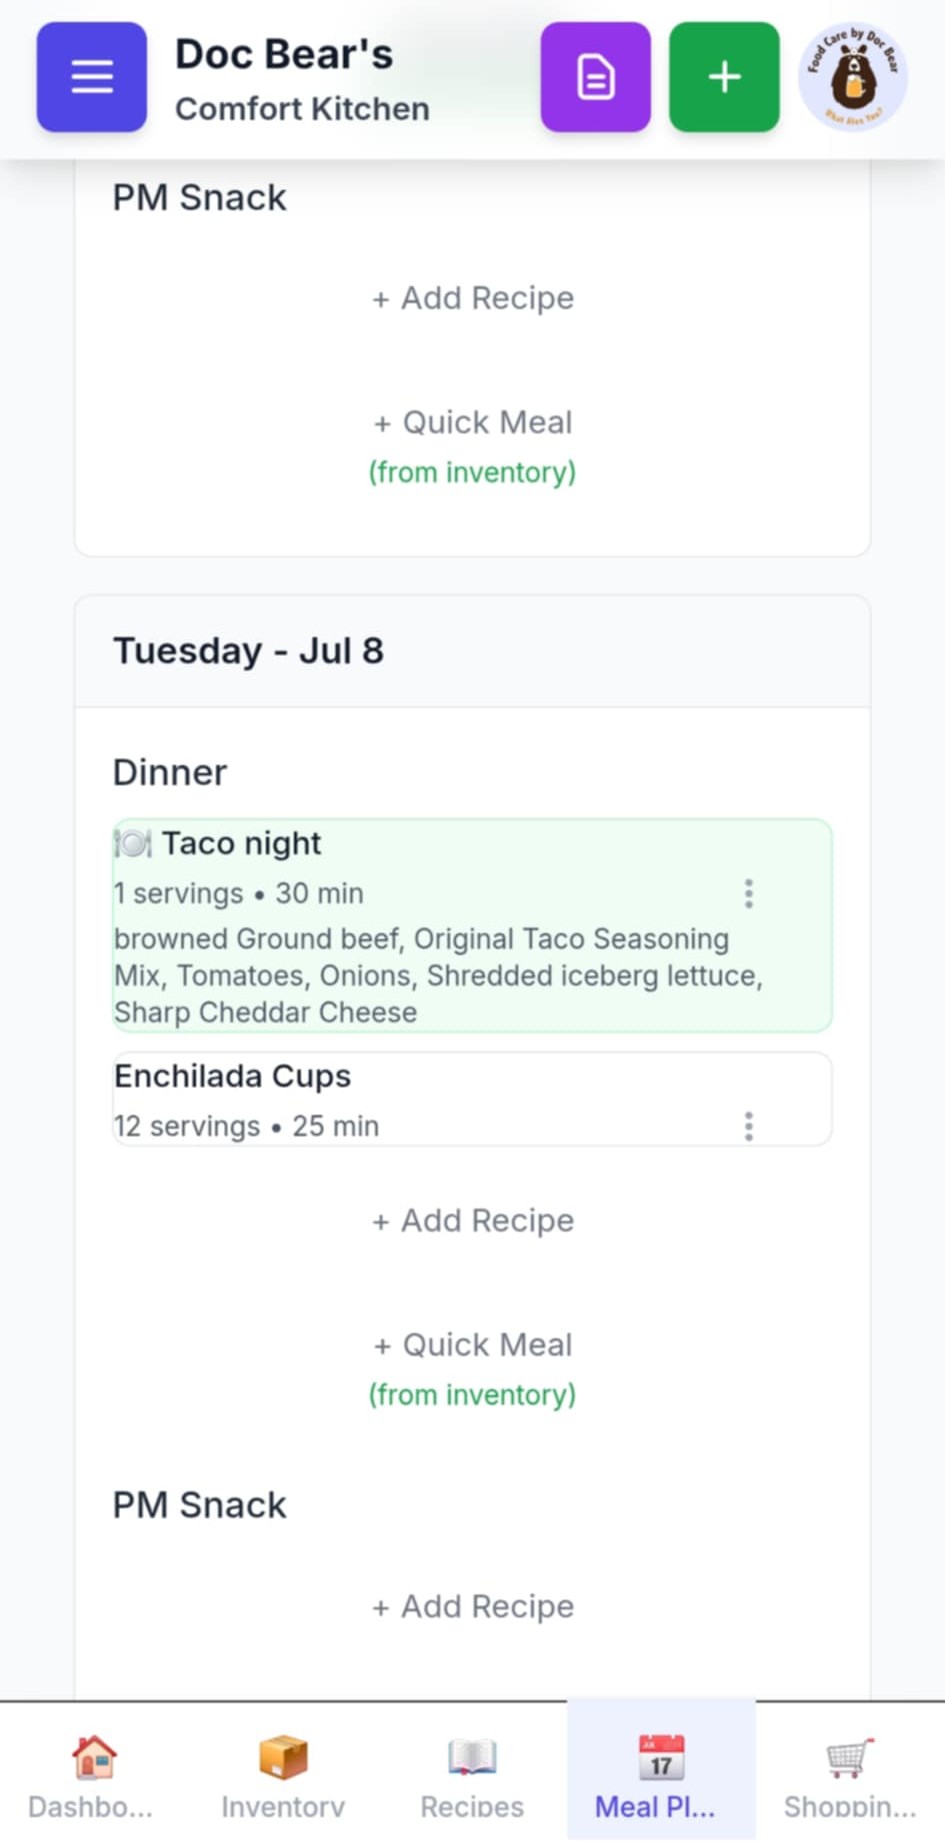 Doc Bear's
Comfort Kitchen
Food Care by Doc Bear
What Ales You?
PM Snack
+ Add Recipe
+ Quick Meal
(from inventory)
Tuesday - Jul 8
Dinner
Taco night
1 servings • 30 min
browned Ground beef, Original Taco Seasoning
Mix, Tomatoes, Onions, Shredded iceberg lettuce,
Sharp Cheddar Cheese
Enchilada Cups
12 servings • 25 min
+ Add Recipe
+ Quick Meal
(from inventory)
PM Snack
+ Add Recipe
JUL
17
Dashbo...
Inventory
Recipes
Meal Pl...
Shoppin...